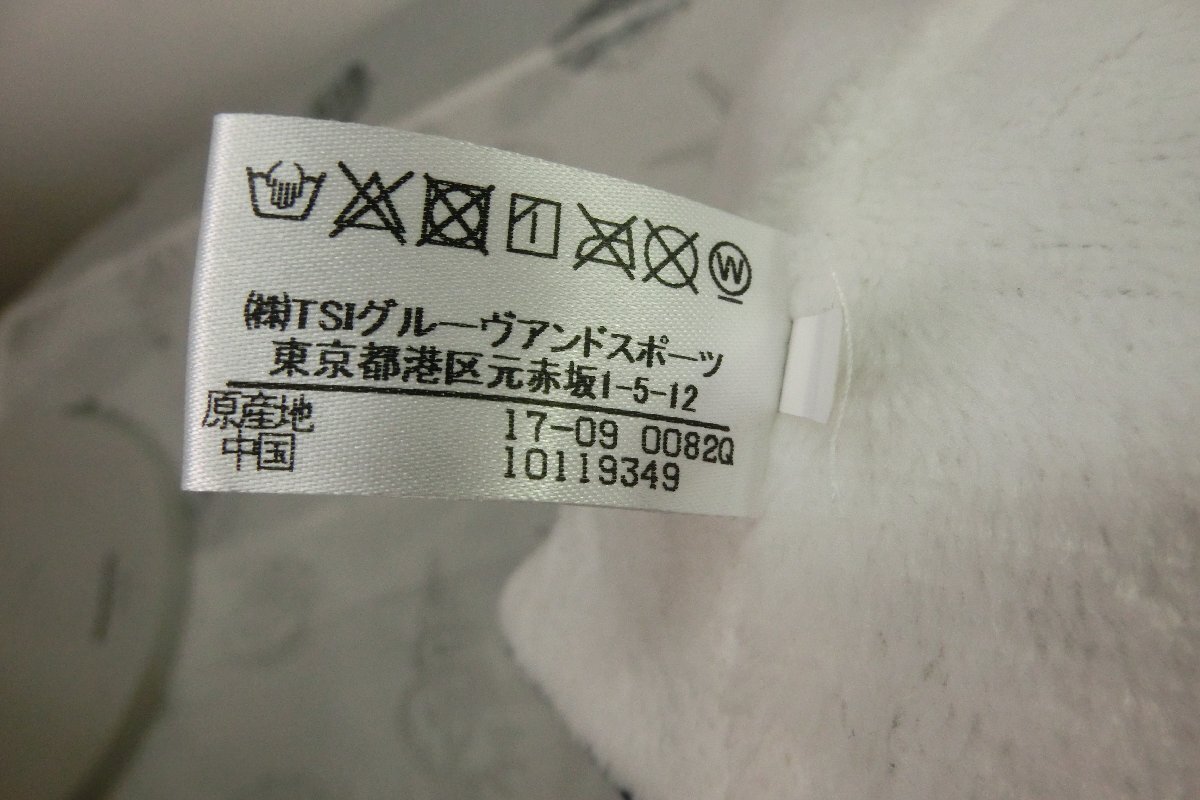 W
㈱TSIグルーヴアンドスポーツ
東京都港区元赤坂1-5-12
原産地
中国
17-09 0082Q
10119349